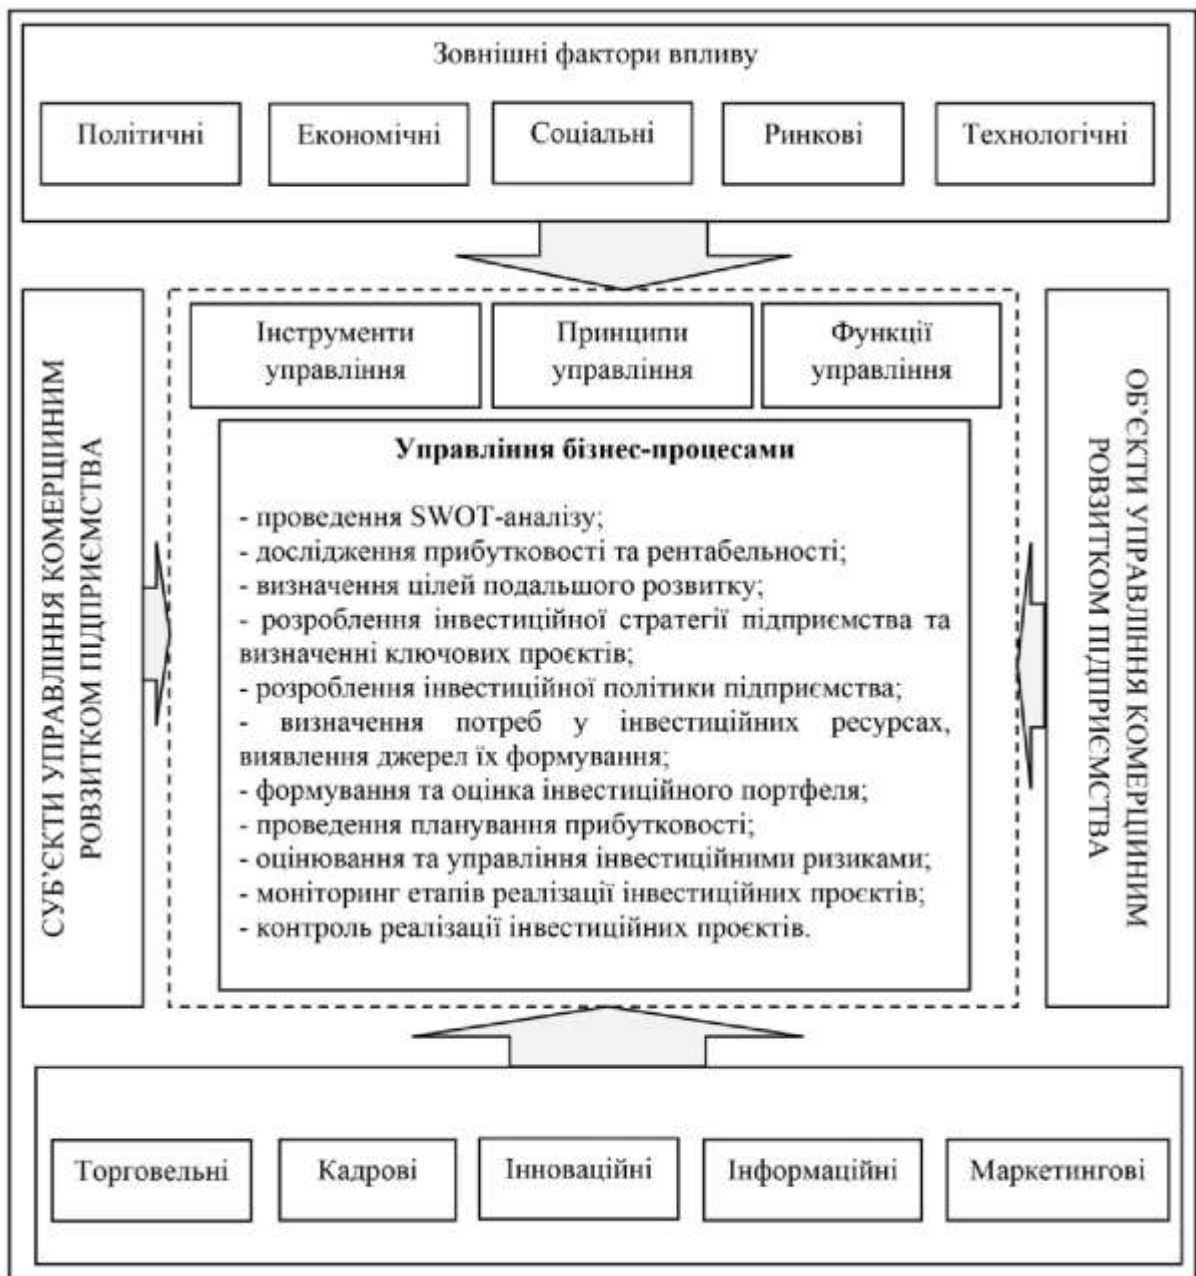 Зовнішні фактори впливу
Політичні
Економічні
Соціальні
Ринкові
Технологічні
СУБ’ЄКТИ УПРАВЛІННЯ КОМЕРЦІНИМ
РОВЗИТКОМ ПІДПРИЄМСТВА
Інструменти
управління
Принципи
управління
Функції
управління
Управління бізнес-процесами
- проведення SWOT-аналізу;
- дослідження прибутковості та рентабельності;
- визначення цілей подальшого розвитку;
- розроблення інвестиційної стратегії підприємства та
визначенні ключових проєктів;
- розроблення інвестиційної політики підприємства;
- визначення потреб у інвестиційних ресурсах,
виявлення джерел їх формування;
- формування та оцінка інвестиційного портфеля;
- проведення планування прибутковості;
- оцінювання та управління інвестиційними ризиками;
- моніторинг етапів реалізації інвестиційних проєктів;
- контроль реалізації інвестиційних проєктів.
ОБ’ЄКТИ УПРАВЛІННЯ КОМЕРЦІНИМ
РОВЗИТКОМ ПІДПРИЄМСТВА
Торговельні
Кадрові
Інноваційні
Інформаційні
Маркетингові